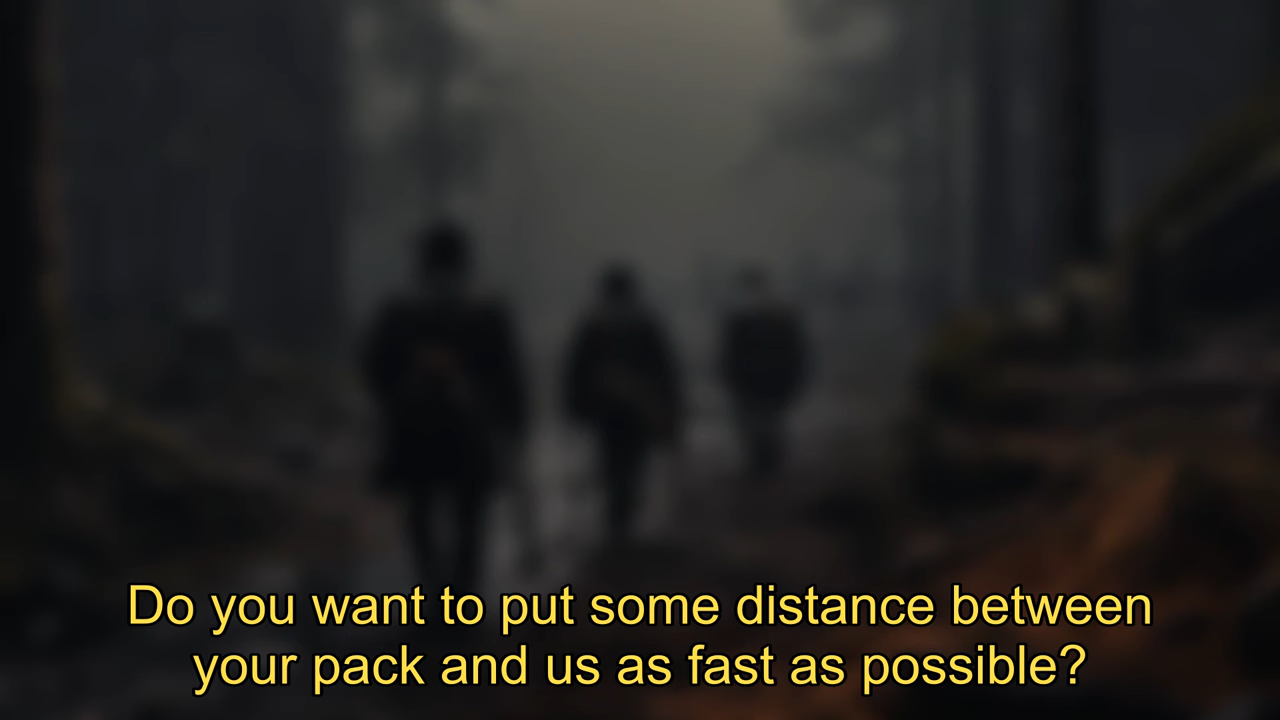 Do you want to put some distance between
your pack and us as fast as possible?